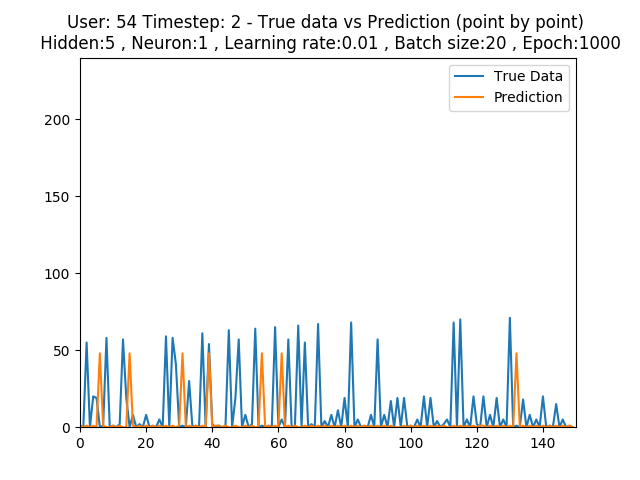 User: 54 Timestep: 2 - True data vs Prediction (point by point)
Hidden:5 , Neuron:1 , Learning rate:0.01 , Batch size:20 , Epoch:1000
True Data
Prediction
200
150
100
50
0
0 20 40 60 80 100 120 140